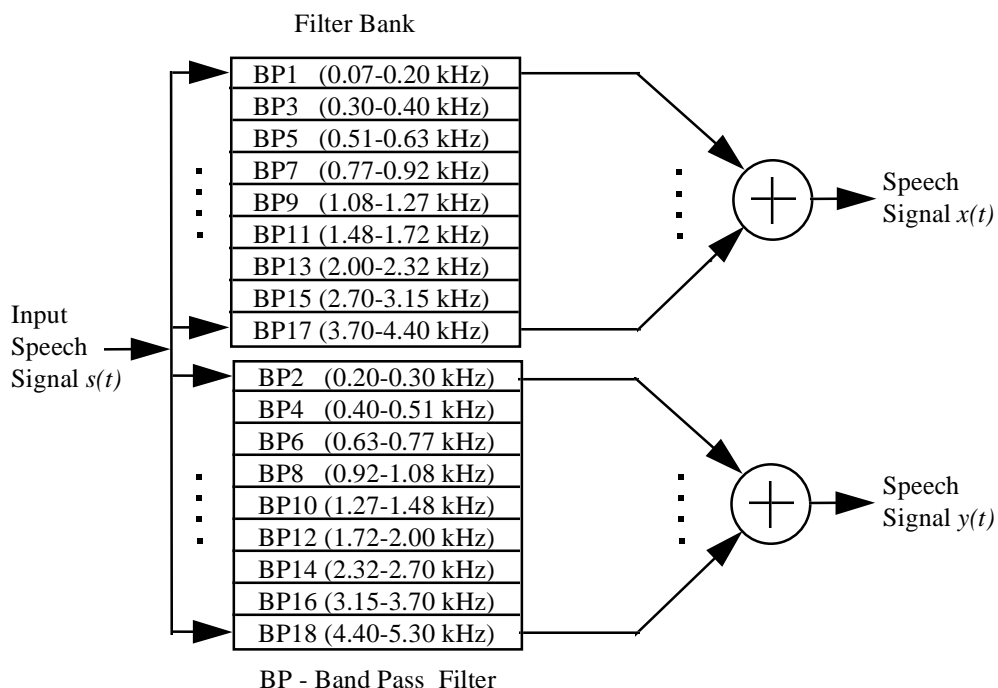 Filter Bank
BP1 (0.07-0.20 kHz)
BP3 (0.30-0.40 kHz)
BP5 (0.51-0.63 kHz)
BP7 (0.77-0.92 kHz)
BP9 (1.08-1.27 kHz)
BP11 (1.48-1.72 kHz)
BP13 (2.00-2.32 kHz)
BP15 (2.70-3.15 kHz)
BP17 (3.70-4.40 kHz)
Speech
Signal x(t)
Input
Speech
Signal s(t)
BP2 (0.20-0.30 kHz)
BP4 (0.40-0.51 kHz)
BP6 (0.63-0.77 kHz)
BP8 (0.92-1.08 kHz)
BP10 (1.27-1.48 kHz)
BP12 (1.72-2.00 kHz)
BP14 (2.32-2.70 kHz)
BP16 (3.15-3.70 kHz)
BP18 (4.40-5.30 kHz)
Speech
Signal y(t)
BP - Band Pass Filter